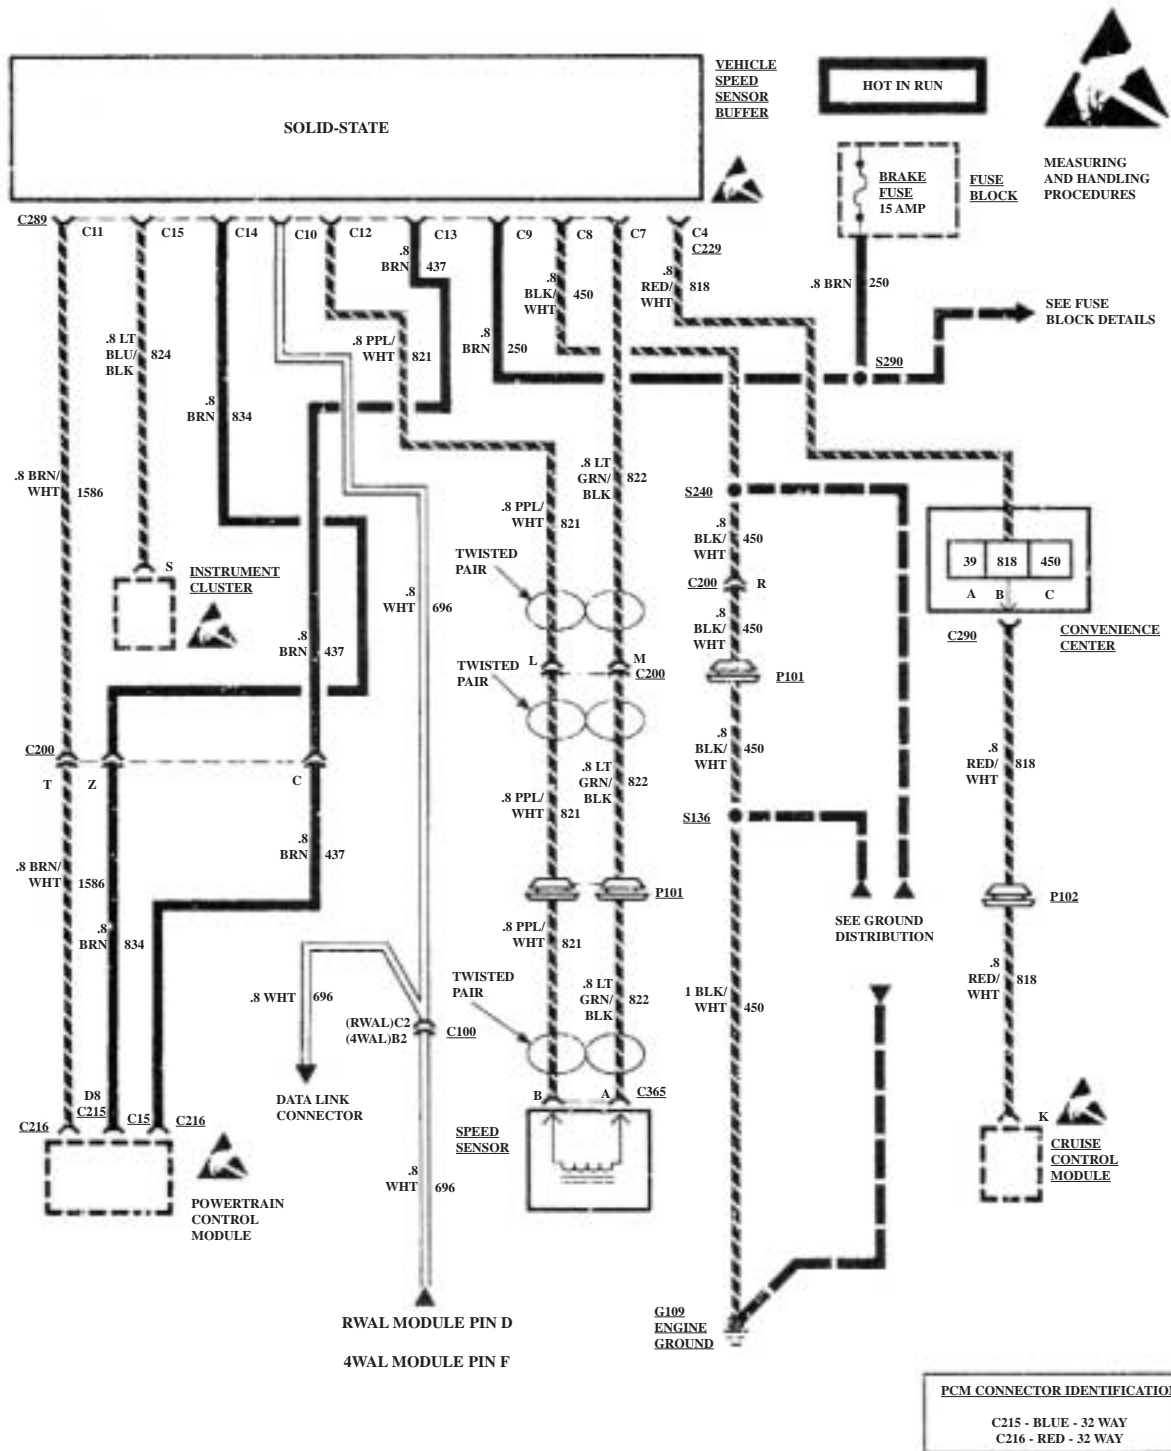 SOLID-STATE
VEHICLE
SPEED
SENSOR
BUFFER
HOT IN RUN
BRAKE
FUSE
15 AMP
FUSE
BLOCK
MEASURING
AND HANDLING
PROCEDURES
C289
C11
C15
C14
C10
C12
C13
C9
C8
C7
C4
C229
.8
BRN
437
.8
BLK/
WHT
450
.8
RED/
WHT
818
.8 BRN
250
SEE FUSE
BLOCK DETAILS
.8 LT
BLU/
BLK
824
.8 PPL/
WHT
821
.8
BRN
250
S290
.8
BRN
834
.8 BRN/
WHT
1586
.8 LT
GRN/
BLK
822
S240
.8 PPL/
WHT
821
.8
BLK/
WHT
450
39
818
450
A
B
C
TWISTED
PAIR
S
INSTRUMENT
CLUSTER
C200
R
.8
WHT
696
.8
BLK/
WHT
450
C290
CONVENIENCE
CENTER
.8
BRN
437
TWISTED
PAIR
L
M
C200
P101
C200
T
Z
C
.8
BLK/
WHT
450
.8
RED/
WHT
818
.8 LT
GRN/
BLK
822
.8 PPL/
WHT
821
S136
.8
BRN
437
.8 BRN/
WHT
1586
P101
P102
.8
BRN
834
.8 PPL/
WHT
821
SEE GROUND
DISTRIBUTION
.8 WHT
696
TWISTED
PAIR
.8 LT
GRN/
BLK
822
1 BLK/
WHT
450
.8
RED/
WHT
818
(RWAL)C2
(4WAL)B2
C100
DATA LINK
CONNECTOR
B
A
C365
D8
C215
C216
C15
C216
K
SPEED
SENSOR
CRUISE
CONTROL
MODULE
.8
WHT
696
POWERTRAIN
CONTROL
MODULE
RWAL MODULE PIN D
4WAL MODULE PIN F
G109
ENGINE
GROUND
PCM CONNECTOR IDENTIFICATION
C215 - BLUE - 32 WAY
C216 - RED - 32 WAY